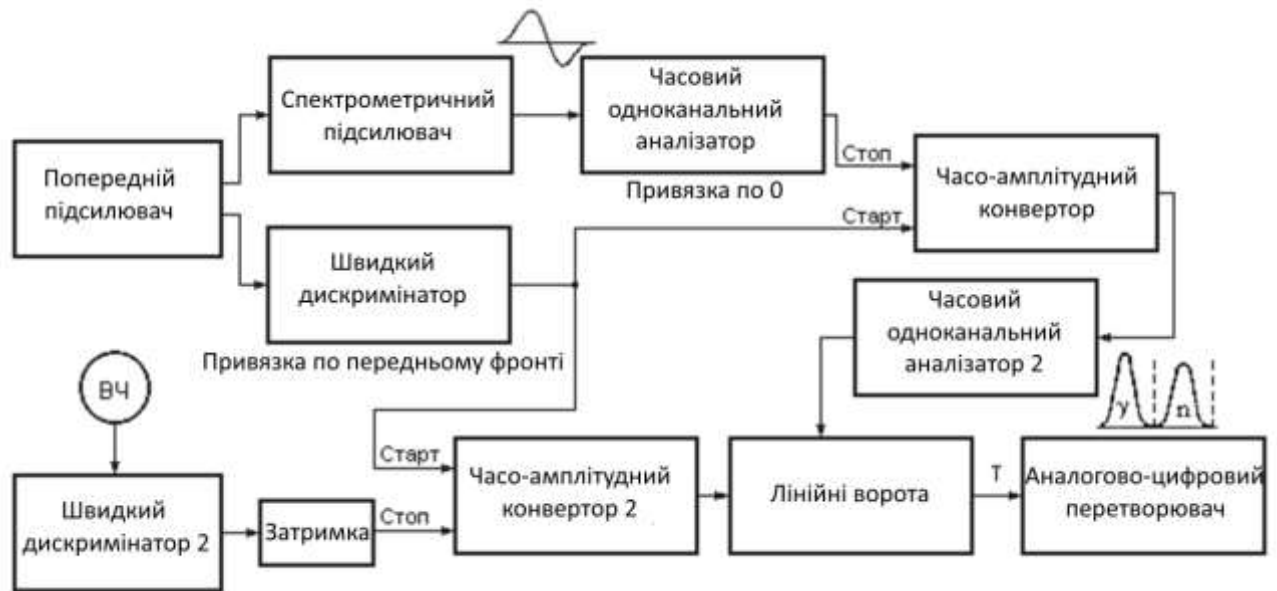 Спектрометричний
підсилювач
Часовий
одноканальний
аналізатор
Стоп
Попередній
підсилювач
Привязка по 0
Часо-амплітудний
конвертор
Старт
Швидкий
дискримінатор
Часовий
одноканальний
аналізатор 2
Привязка по передньому фронті
ВЧ
γ
n
Старт
Часо-амплітудний
конвертор 2
Лінійні ворота
T
Аналогово-цифровий
перетворювач
Швидкий
дискримінатор 2
Затримка
Стоп